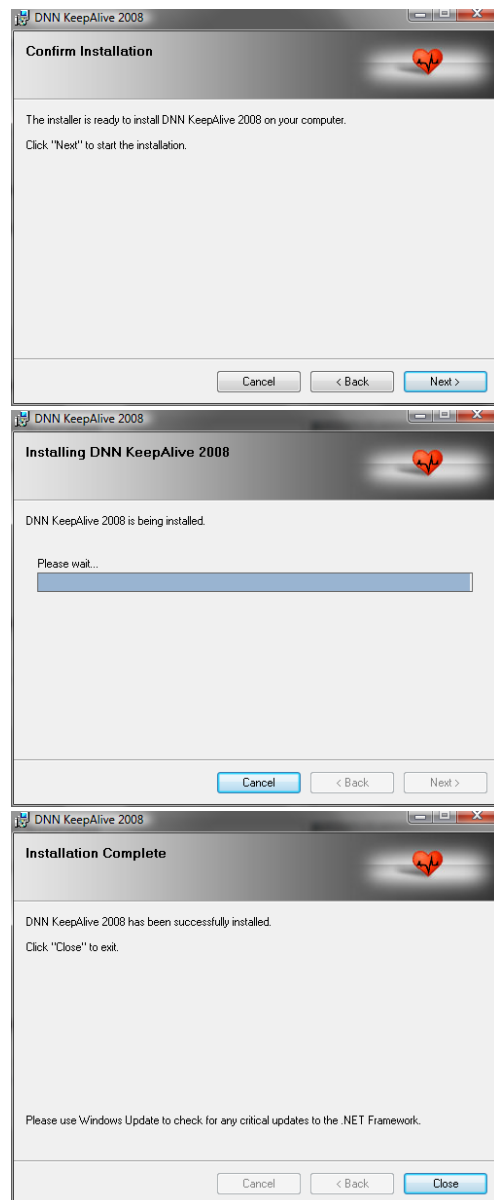 DNN KeepAlive 2008
Confirm Installation
The installer is ready to install DNN KeepAlive 2008 on your computer.
Click "Next" to start the installation.
Cancel < Back Next >
DNN KeepAlive 2008
Installing DNN KeepAlive 2008
DNN KeepAlive 2008 is being installed.
Please wait...
Cancel < Back Next >
DNN KeepAlive 2008
Installation Complete
DNN KeepAlive 2008 has been successfully installed.
Click "Close" to exit.
Please use Windows Update to check for any critical updates to the .NET Framework.
Cancel < Back Close